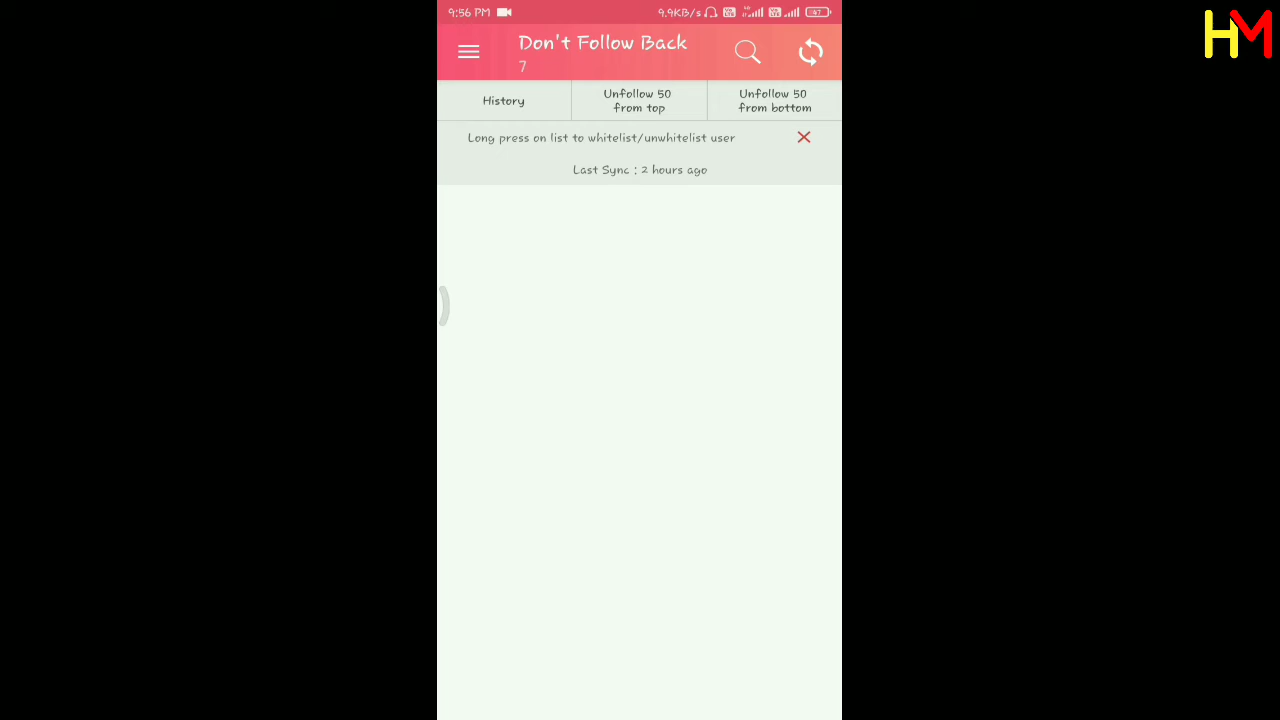 9:56 PM
9.9KB/s
47
HM
Don't Follow Back
7
History
Unfollow 50
from top
Unfollow 50
from bottom
Long press on list to whitelist/unwhitelist user
Last Sync : 2 hours ago